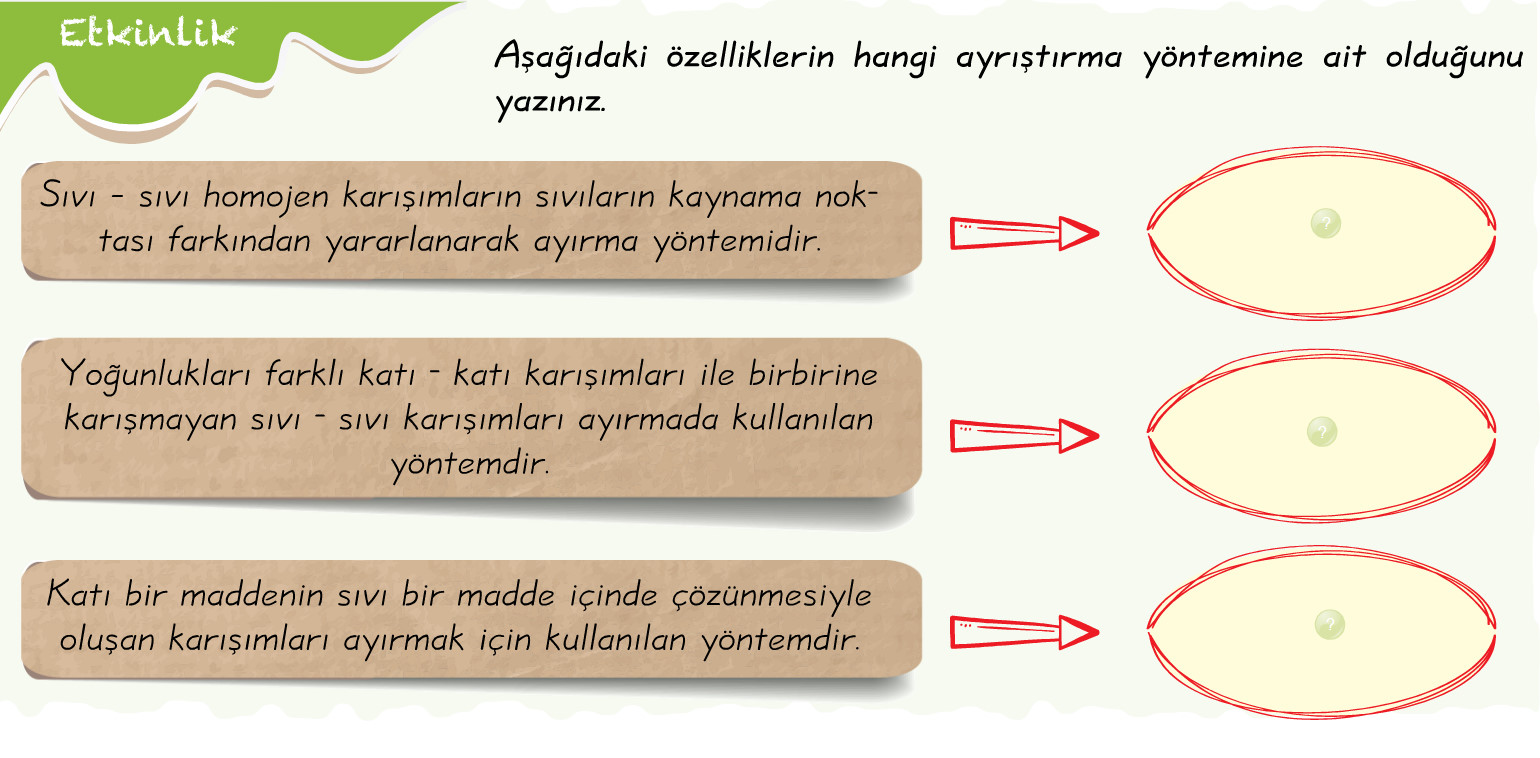 Etkinlik
Aşağıdaki özelliklerin hangi ayrıştırma yöntemine ait olduğunu
yazınız.
Sıvı - sıvı homojen karışımların sıvıların kaynama nok-
tası farkından yararlanarak ayırma yöntemidir.
?
Yoğunlukları farklı katı - katı karışımları ile birbirine
karışmayan sıvı - sıvı karışımları ayırmada kullanılan
yöntemdir.
?
Katı bir maddenin sıvı bir madde içinde çözünmesiyle
oluşan karışımları ayırmak için kullanılan yöntemdir.
?